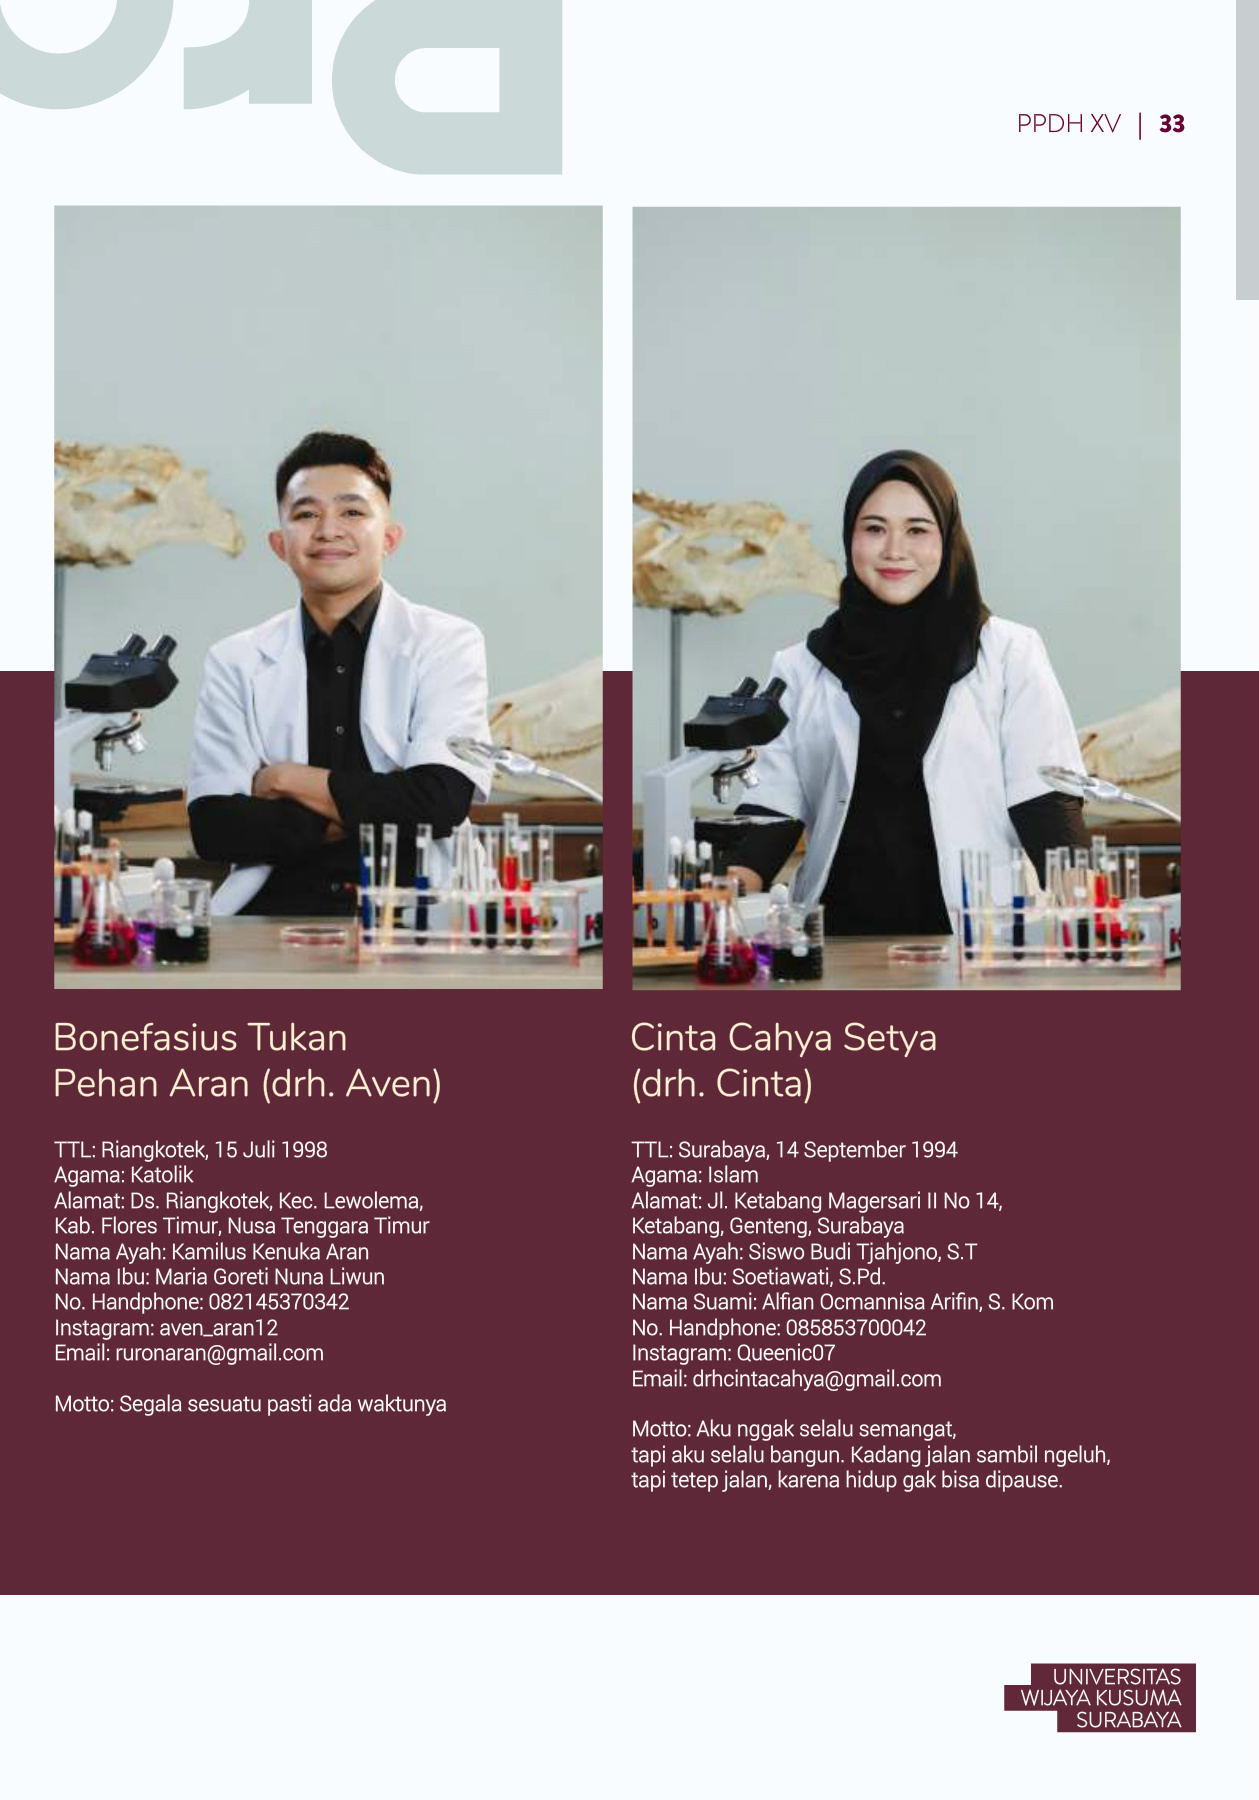 PPDH XV | 33
Bonefasius Tukan
Pehan Aran (drh. Aven)
TTL: Riangkotek, 15 Juli 1998
Agama: Katolik
Alamat: Ds. Riangkotek, Kec. Lewolema,
Kab. Flores Timur, Nusa Tenggara Timur
Nama Ayah: Kamilus Kenuka Aran
Nama Ibu: Maria Goreti Nuna Liwun
No. Handphone: 082145370342
Instagram: aven_aran12
Email: ruronaran@gmail.com
Motto: Segala sesuatu pasti ada waktunya
Cinta Cahya Setya
(drh. Cinta)
TTL: Surabaya, 14 September 1994
Agama: Islam
Alamat: Jl. Ketabang Magersari II No 14,
Ketabang, Genteng, Surabaya
Nama Ayah: Siswo Budi Tjahjono, S.T
Nama Ibu: Soetiawati, S.Pd.
Nama Suami: Alfian Ocmannisa Arifin, S. Kom
No. Handphone: 085853700042
Instagram: Queenic07
Email: drhcintacahya@gmail.com
Motto: Aku nggak selalu semangat,
tapi aku selalu bangun. Kadang jalan sambil ngeluh,
tapi tetep jalan, karena hidup gak bisa dipause.
UNIVERSITAS
WIJAYA KUSUMA
SURABAYA